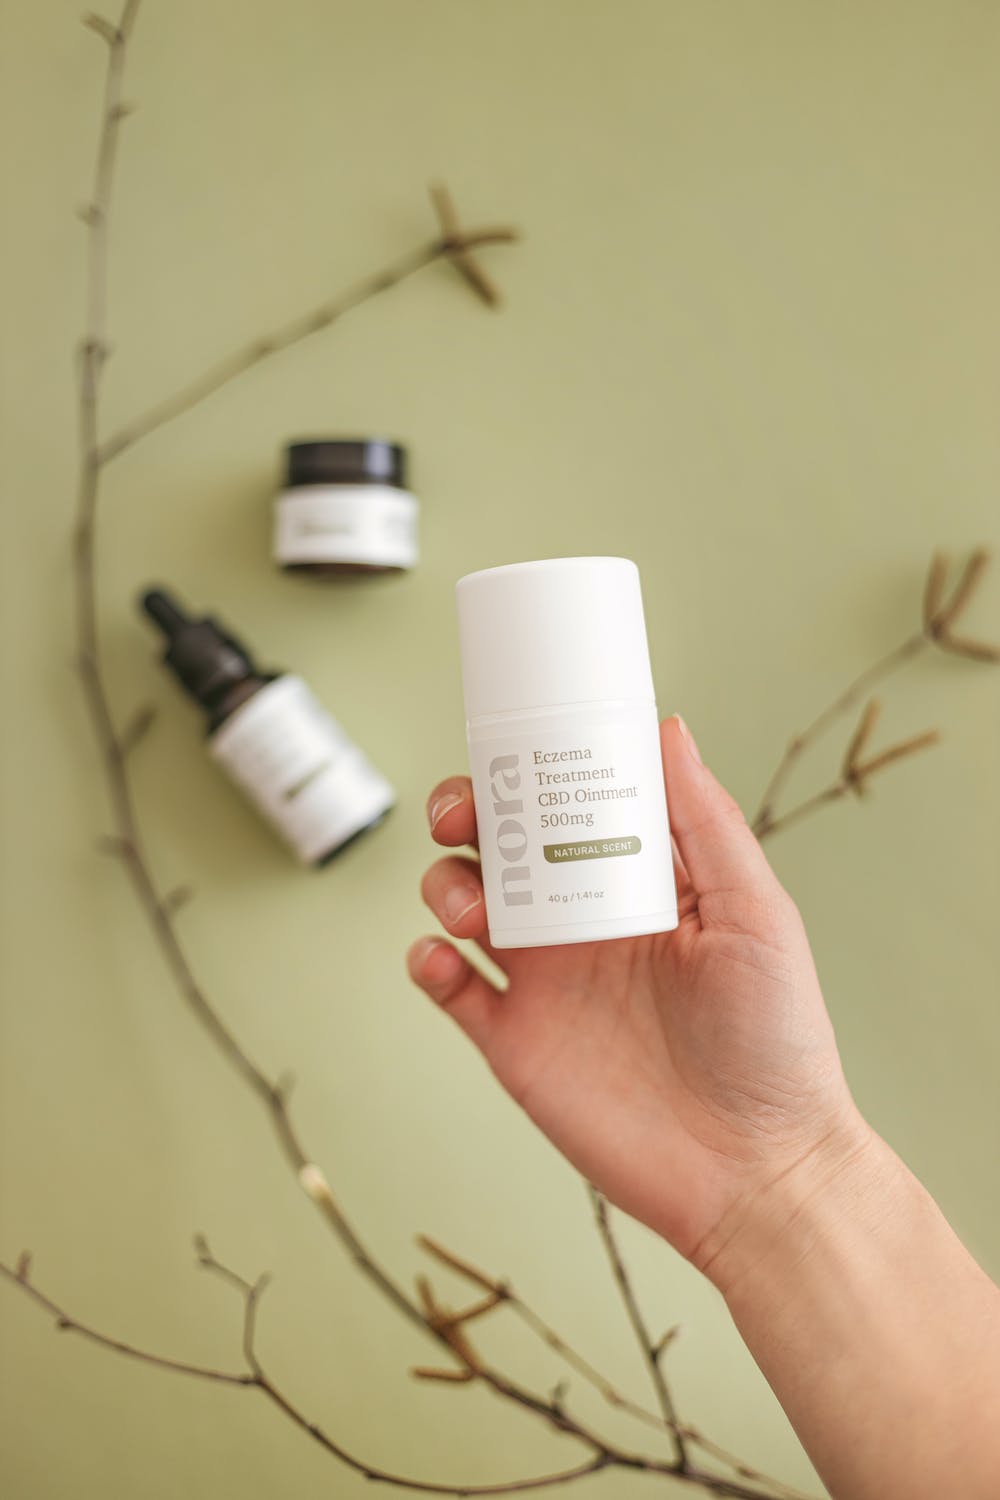 nora
Eczema
Treatment
CBD Ointment
500mg
NATURAL SCENT
40 g / 1.41 oz